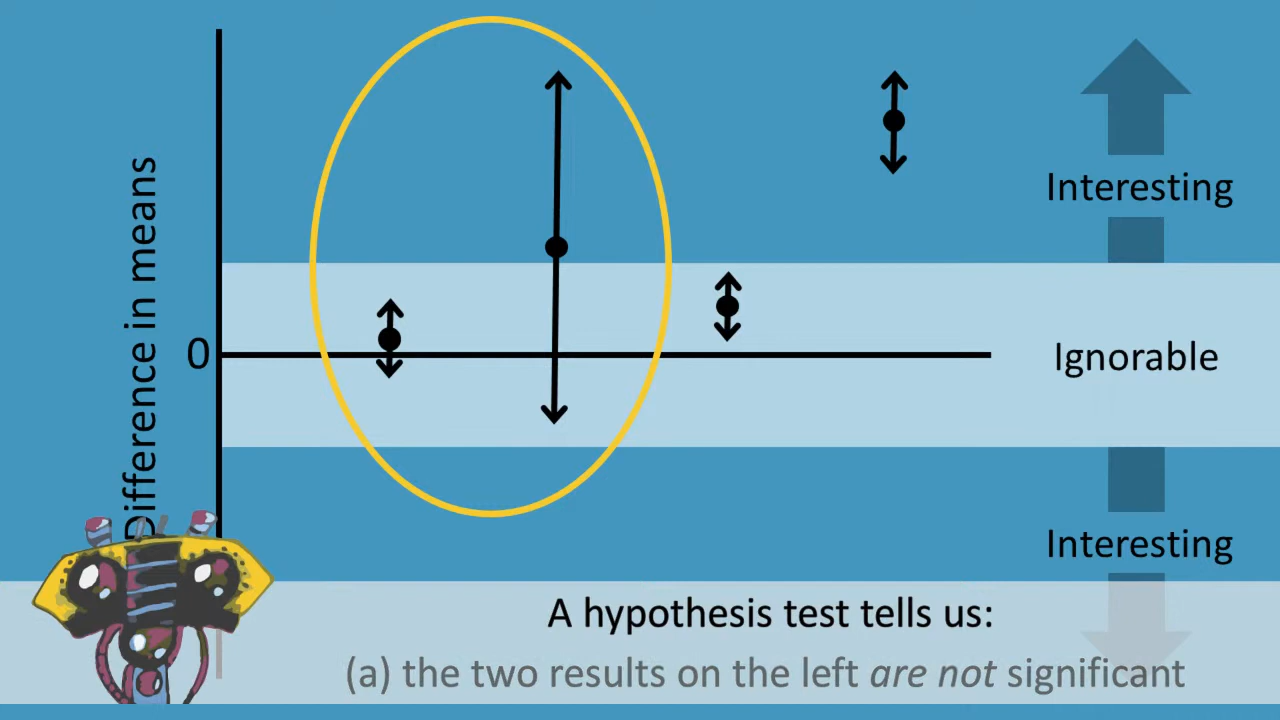 Difference in means
0
Interesting
Ignorable
Interesting
A hypothesis test tells us:
(a) the two results on the left are not significant